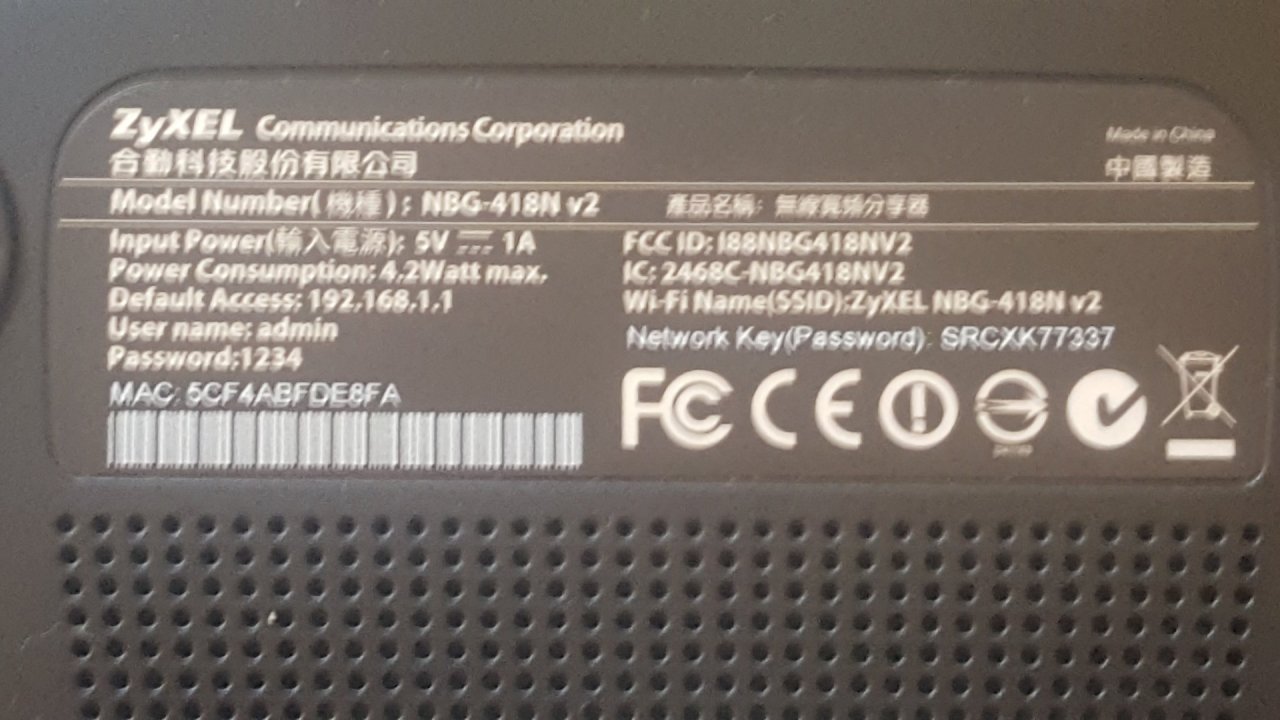 ZyXEL Communications Corporation
合勤科技股份有限公司
Made in China
中國製造
Model Number(機種): NBG-418N v2
產品名稱: 無線寬頻分享器
Input Power(輸入電源): 5V ⎓ 1A
Power Consumption: 4.2Watt max.
Default Access: 192.168.1.1
User name: admin
Password:1234
MAC: 5CF4ABFDE8FA
FCC ID: I88NBG418NV2
IC: 2468C-NBG418NV2
Wi-Fi Name(SSID):ZyXEL NBG-418N v2
Network Key(Password): SRCXK77337
FC CE